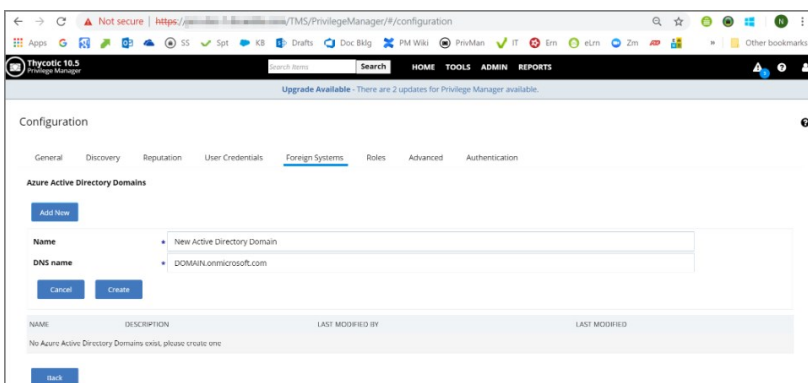 Not secure | https:// /TMS/PrivilegeManager/#/configuration
Apps SS Spt KB Drafts Doc Bklg PM Wiki PrivMan IT Ern eLrn Zm » Other bookmarks
Thycotic 10.5
Privilege Manager
Search Items Search HOME TOOLS ADMIN REPORTS
Upgrade Available - There are 2 updates for Privilege Manager available.
Configuration
General Discovery Reputation User Credentials Foreign Systems Roles Advanced Authentication
Azure Active Directory Domains
Add New
Name New Active Directory Domain
DNS name DOMAIN.onmicrosoft.com
Cancel Create
NAME DESCRIPTION LAST MODIFIED BY LAST MODIFIED
No Azure Active Directory Domains exist, please create one
Back